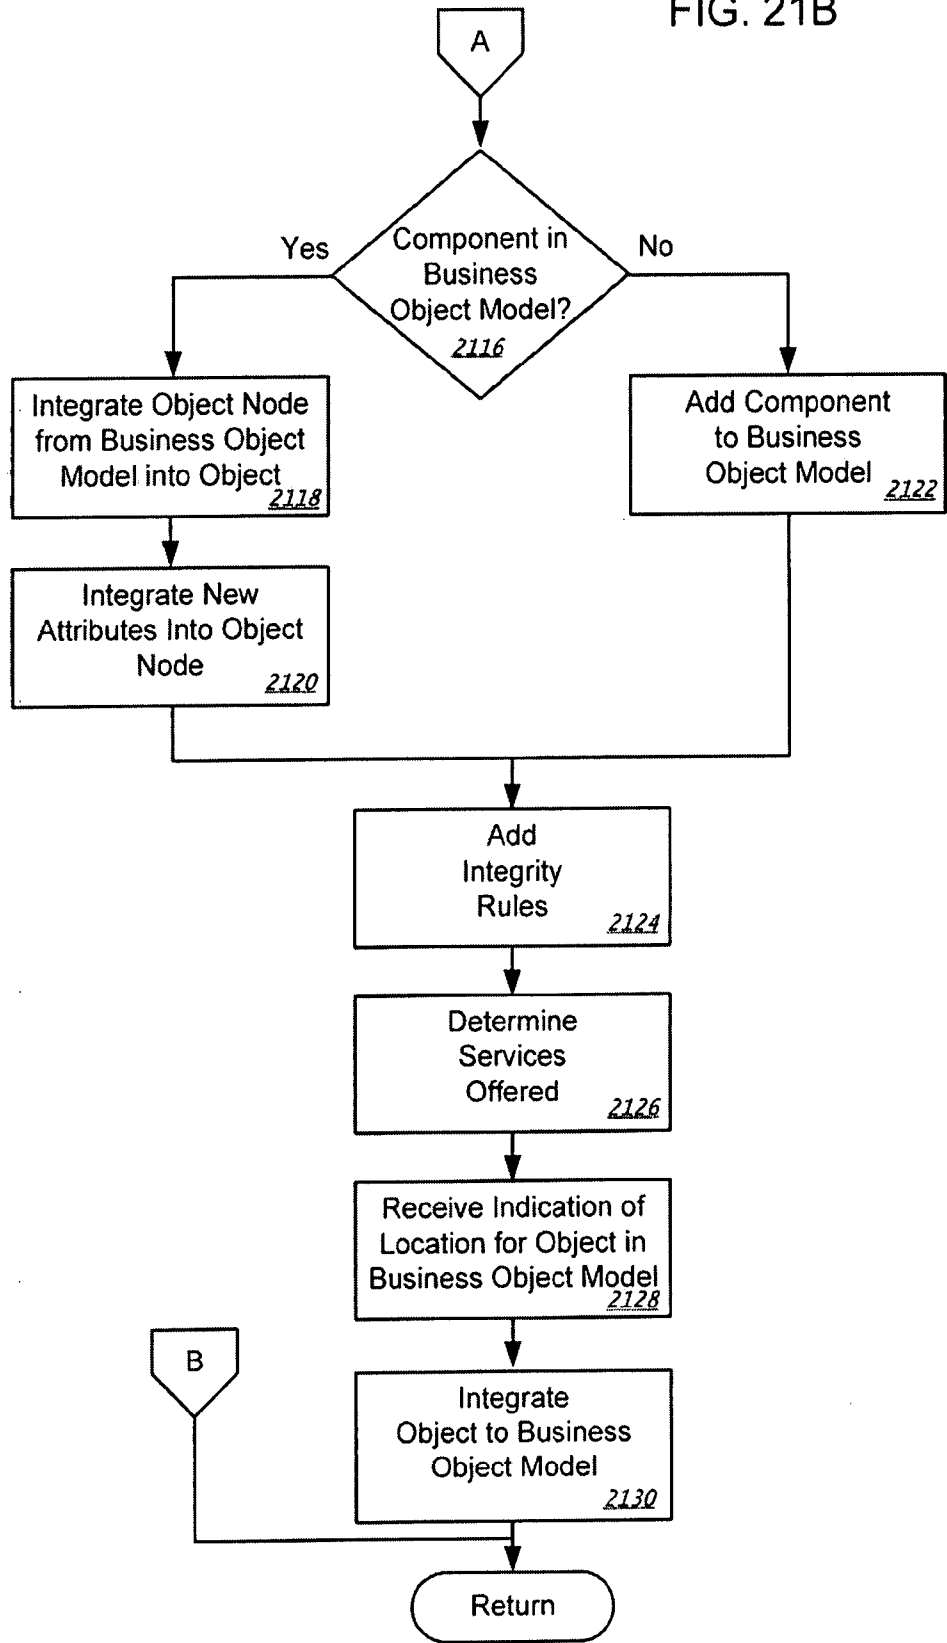 FIG. 21B
A
Component in
Business
Object Model?
2116
Yes
No
Integrate Object Node
from Business Object
Model into Object
2118
Add Component
to Business
Object Model
2122
Integrate New
Attributes Into Object
Node
2120
Add
Integrity
Rules
2124
Determine
Services
Offered
2126
Receive Indication of
Location for Object in
Business Object Model
2128
B
Integrate
Object to Business
Object Model
2130
Return